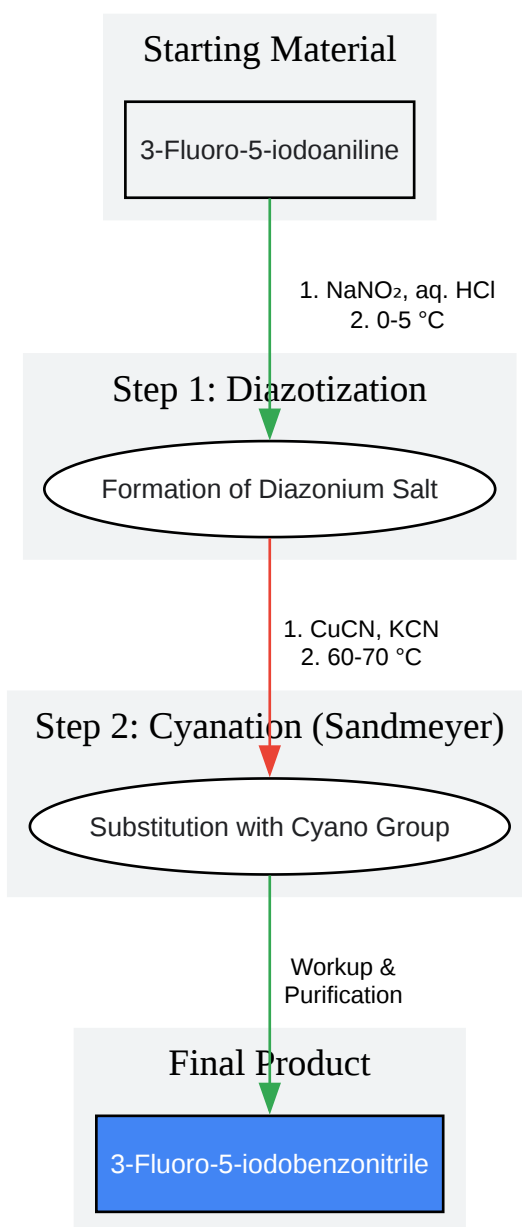 Starting Material
3-Fluoro-5-iodoaniline
1. NaNO₂, aq. HCl
2. 0-5 °C
Step 1: Diazotization
Formation of Diazonium Salt
1. CuCN, KCN
2. 60-70 °C
Step 2: Cyanation (Sandmeyer)
Substitution with Cyano Group
Workup &
Purification
Final Product
3-Fluoro-5-iodobenzonitrile